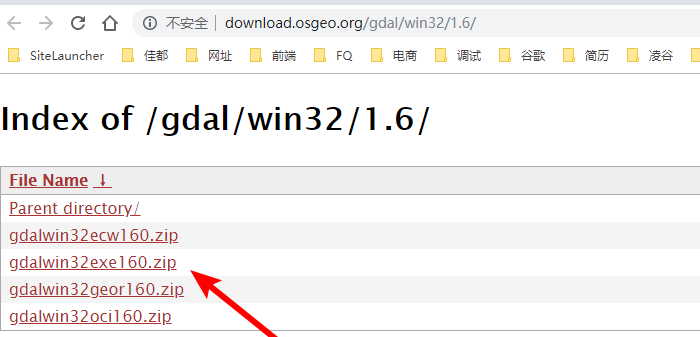 不安全 download.osgeo.org/gdal/win32/1.6/
SiteLauncher 佳都 网址 前端 FQ 电商 调试 谷歌 简历 凌谷
Index of /gdal/win32/1.6/
File Name ↓
Parent directory/
gdalwin32ecw160.zip
gdalwin32exe160.zip
gdalwin32geor160.zip
gdalwin32oci160.zip